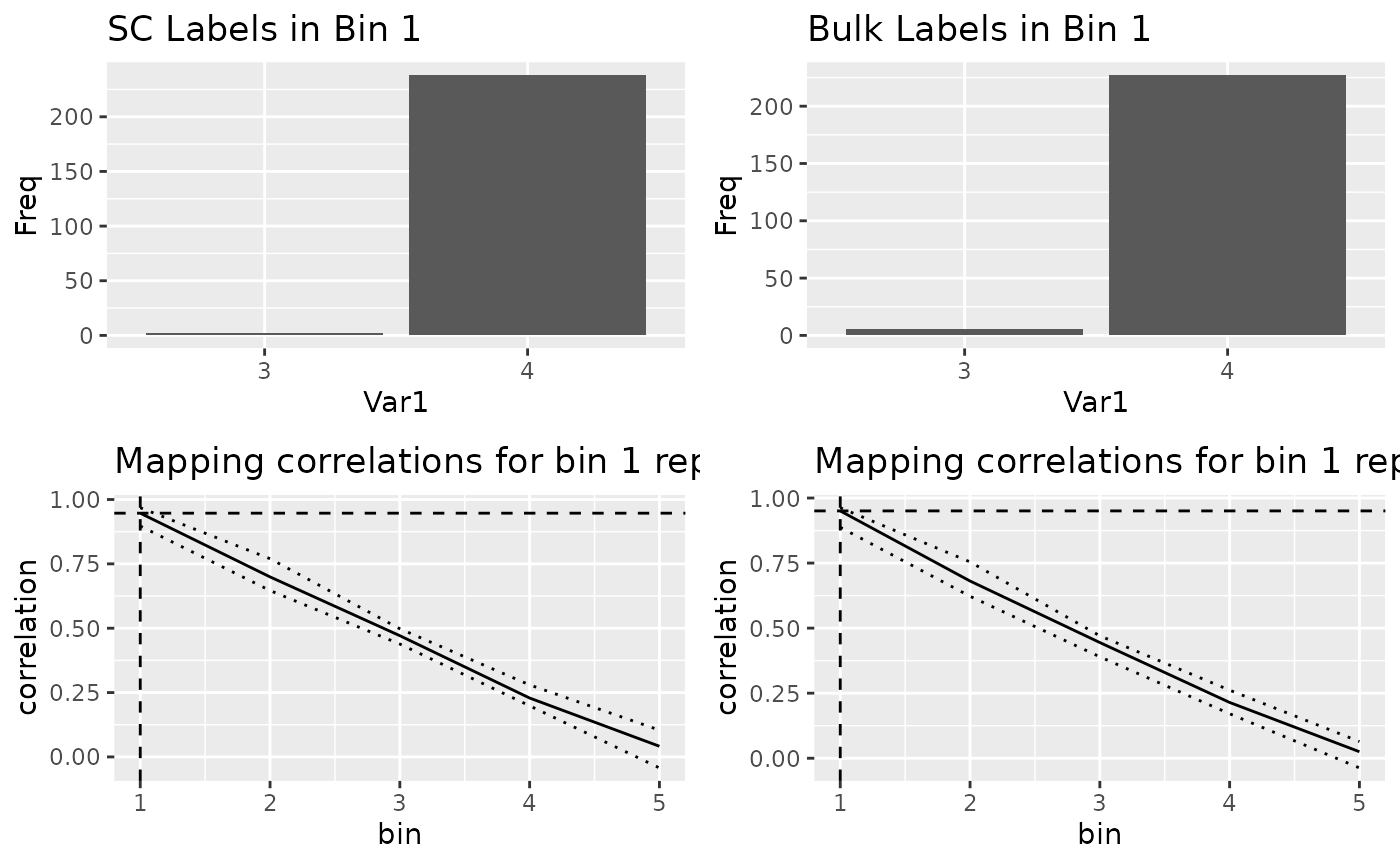 SC Labels in Bin 1
Freq
200
150
100
50
0
3 4
Var1
Bulk Labels in Bin 1
Freq
200
150
100
50
0
3 4
Var1
Mapping correlations for bin 1 rep
correlation
1.00
0.75
0.50
0.25
0.00
1 2 3 4 5
bin
Mapping correlations for bin 1 rep
correlation
1.00
0.75
0.50
0.25
0.00
1 2 3 4 5
bin